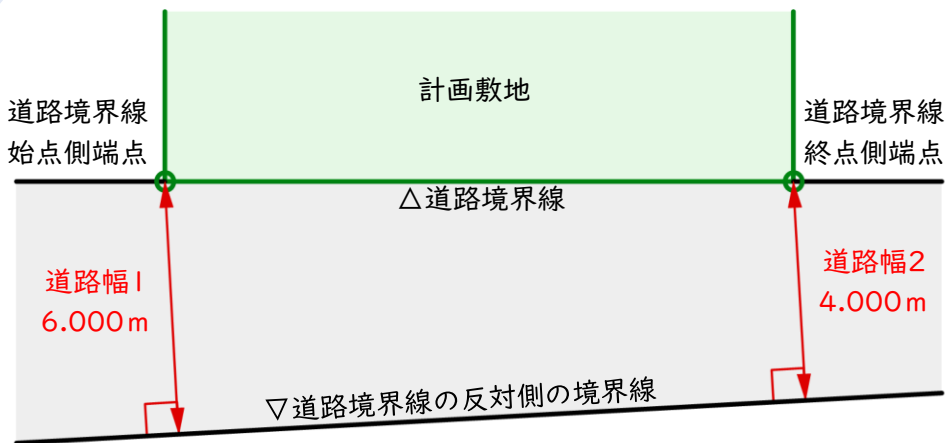 計画敷地
道路境界線
始点側端点
道路境界線
終点側端点
△道路境界線
道路幅1
6.000m
道路幅2
4.000m
▽道路境界線の反対側の境界線